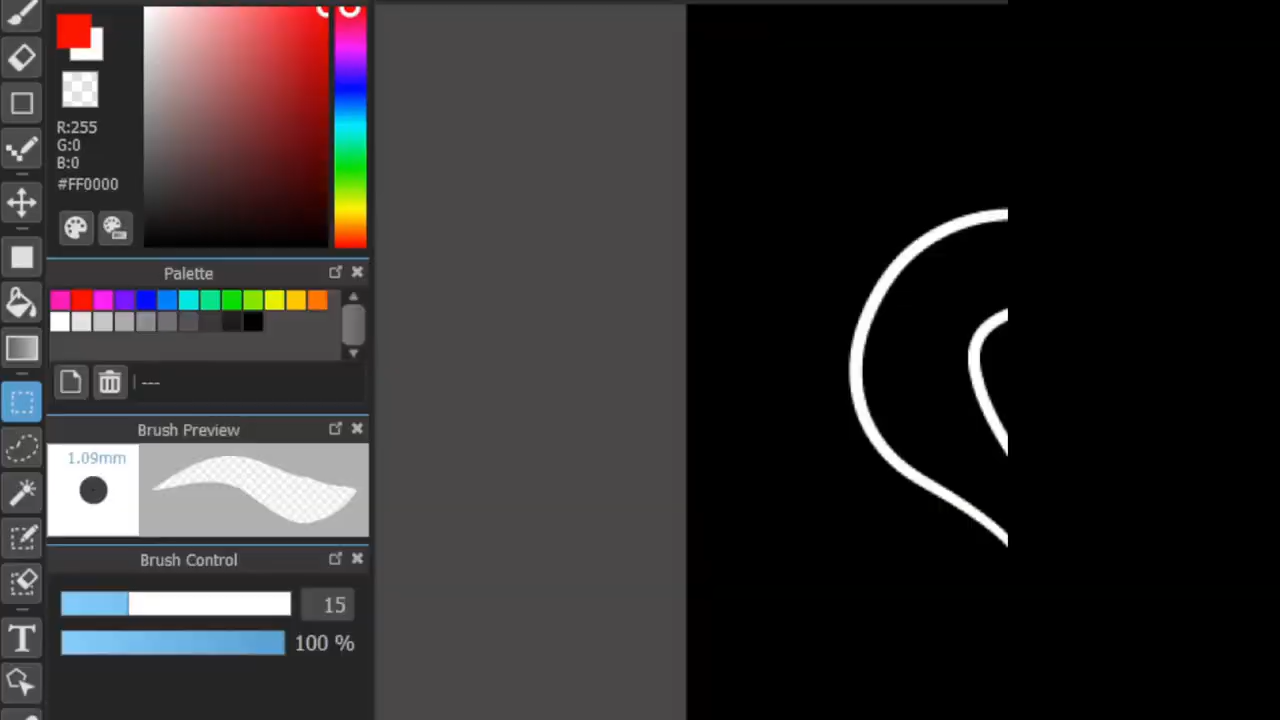 R:255
G:0
B:0
#FF0000
Palette
---
Brush Preview
1.09mm
Brush Control
15
100 %
T